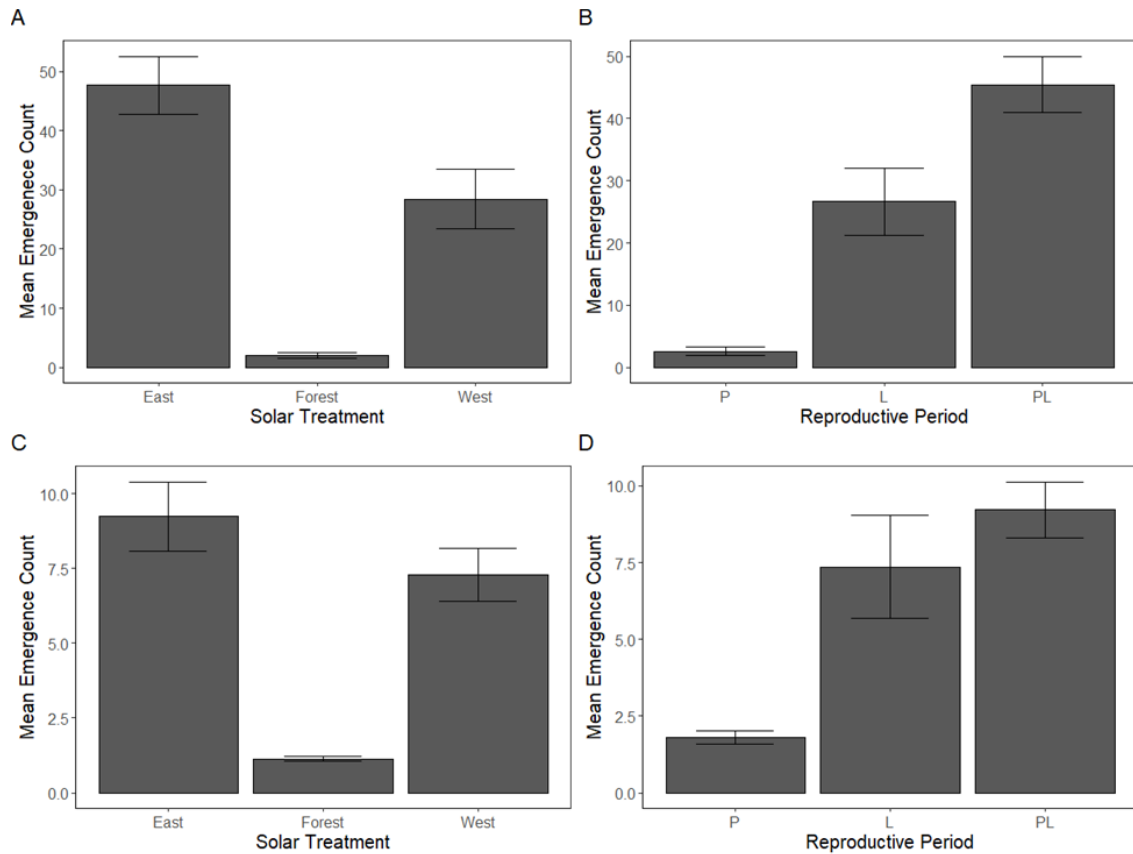 A
Mean Emergenece Count
50
40
30
20
10
0
East Forest West
Solar Treatment
B
Mean Emergence Count
50
40
30
20
10
0
P L PL
Reproductive Period
C
Mean Emergence Count
10.0
7.5
5.0
2.5
0.0
East Forest West
Solar Treatment
D
Mean Emergence Count
10.0
7.5
5.0
2.5
0.0
P L PL
Reproductive Period